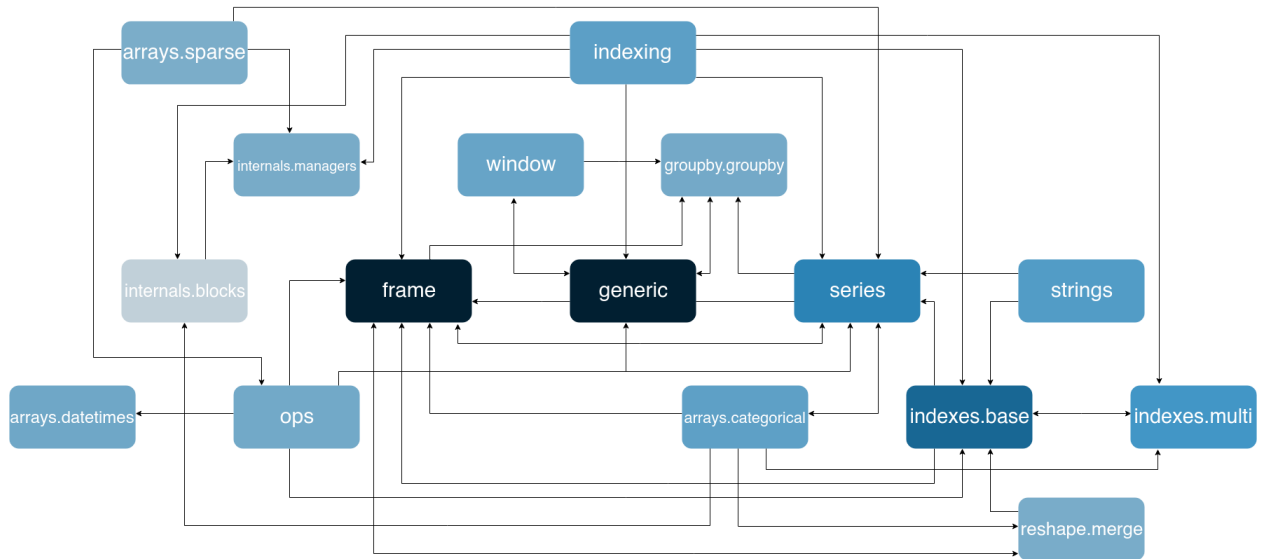 arrays.sparse
indexing
internals.managers
window
groupby.groupby
internals.blocks
frame
generic
series
strings
arrays.datetimes
ops
arrays.categorical
indexes.base
indexes.multi
reshape.merge